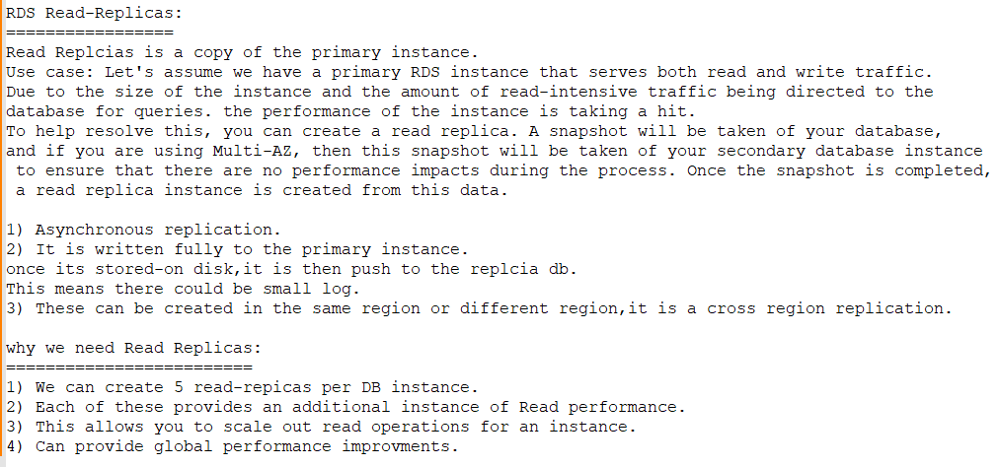 RDS Read-Replicas:
=================
Read Replcias is a copy of the primary instance.
Use case: Let's assume we have a primary RDS instance that serves both read and write traffic.
Due to the size of the instance and the amount of read-intensive traffic being directed to the
database for queries. the performance of the instance is taking a hit.
To help resolve this, you can create a read replica. A snapshot will be taken of your database,
and if you are using Multi-AZ, then this snapshot will be taken of your secondary database instance
to ensure that there are no performance impacts during the process. Once the snapshot is completed,
a read replica instance is created from this data.

1) Asynchronous replication.
2) It is written fully to the primary instance.
once its stored-on disk,it is then push to the replcia db.
This means there could be small log.
3) These can be created in the same region or different region,it is a cross region replication.

why we need Read Replicas:
=========================
1) We can create 5 read-repicas per DB instance.
2) Each of these provides an additional instance of Read performance.
3) This allows you to scale out read operations for an instance.
4) Can provide global performance improvments.